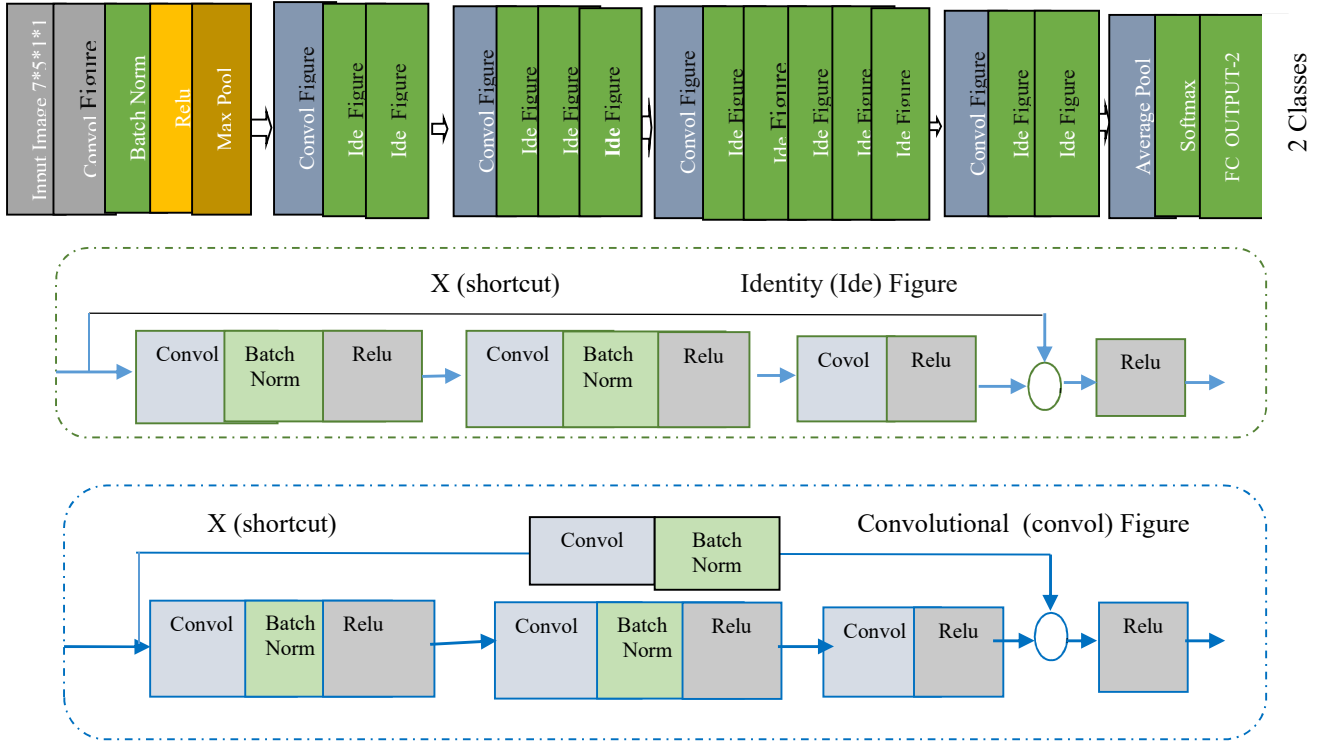 Input Image 7*5*1*1
Convol Figure
Batch Norm
Relu
Max Pool
Convol Figure
Ide Figure
Ide Figure
Convol Figure
Ide Figure
Ide Figure
Ide Figure
Convol Figure
Ide Figure
Ide Figure
Ide Figure
Ide Figure
Ide Figure
Convol Figure
Ide Figure
Ide Figure
Average Pool
Softmax
FC OUTPUT-2
2 Classes
X (shortcut)
Identity (Ide) Figure
Convol
Batch
Norm
Relu
Convol
Batch
Norm
Relu
Covol
Relu
Relu
X (shortcut)
Convolutional (convol) Figure
Convol
Batch
Norm
Convol
Batch
Norm
Relu
Convol
Batch
Norm
Relu
Convol
Relu
Relu